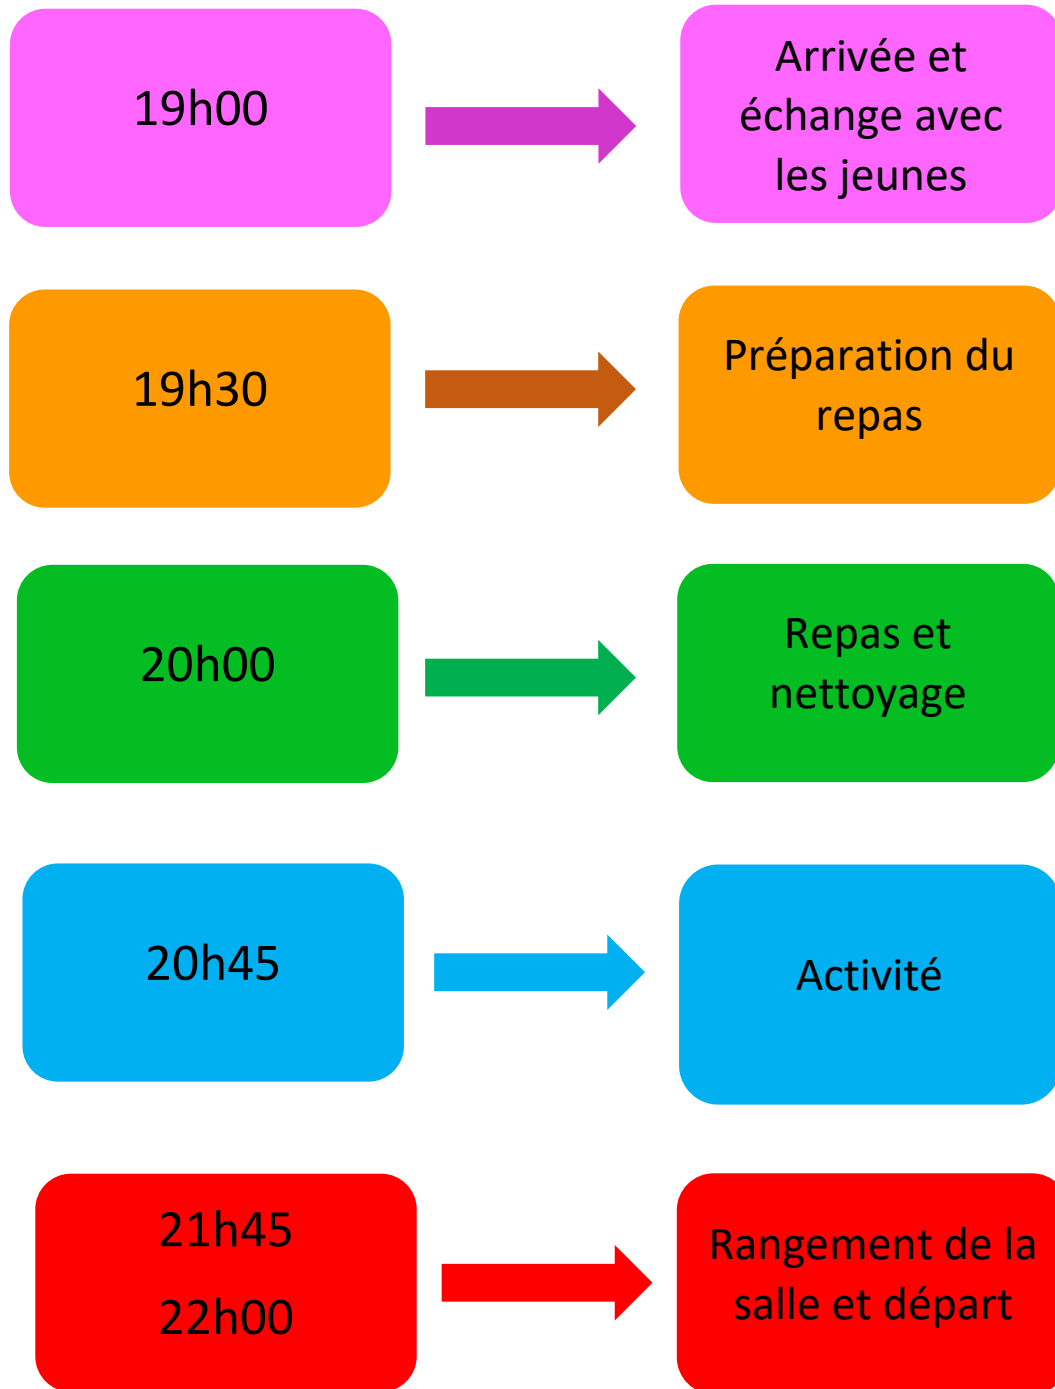 19h00
Arrivée et
échange avec
les jeunes
19h30
Préparation du
repas
20h00
Repas et
nettoyage
20h45
Activité
21h45
22h00
Rangement de la
salle et départ